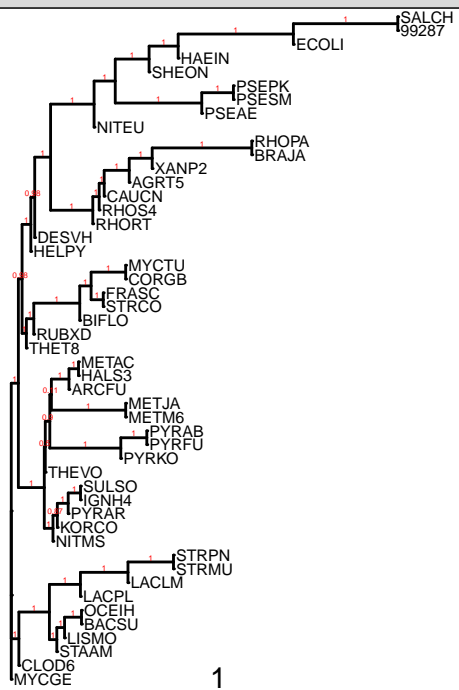 SALCH
99287
ECOLI
HAEIN
SHEON
PSEPK
PSESM
PSEAE
NITEU
RHOPA
BRAJA
XANP2
AGRT5
CAUCN
RHOS4
RHORT
DESVH
HELPY
MYCTU
CORGB
FRASC
STRCO
BIFLO
RUBXD
THET8
METAC
HALS3
ARCFU
METJA
METM6
PYRAB
PYRFU
PYRKO
THEVO
SULSO
IGNH4
PYRAR
KORCO
NITMS
STRPN
STRMU
LACLM
LACPL
OCEIH
BACSU
LISMO
STAAM
CLOD6
MYCGE
1